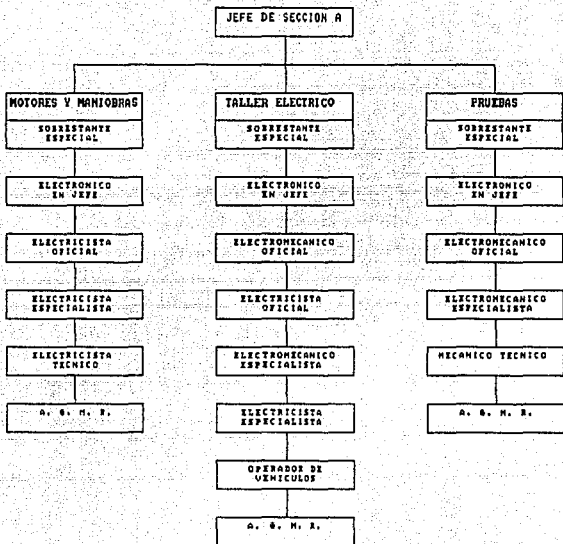 JEFE DE SECCION A
MOTORES Y MANIOBRAS
SOBRESTANTE
ESPECIAL
ELECTRONICO
EN JEFE
ELECTRICISTA
OFICIAL
ELECTRICISTA
ESPECIALISTA
ELECTRICISTA
TECNICO
A. G. M. E.
TALLER ELECTRICO
SOBRESTANTE
ESPECIAL
ELECTRONICO
EN JEFE
ELECTROMECANICO
OFICIAL
ELECTRICISTA
OFICIAL
ELECTROMECANICO
ESPECIALISTA
ELECTRICISTA
ESPECIALISTA
OPERADOR DE
VEHICULOS
A. G. M. E.
PRUEBAS
SOBRESTANTE
ESPECIAL
ELECTRONICO
EN JEFE
ELECTROMECANICO
OFICIAL
ELECTROMECANICO
ESPECIALISTA
MECANICO TECNICO
A. G. M. E.